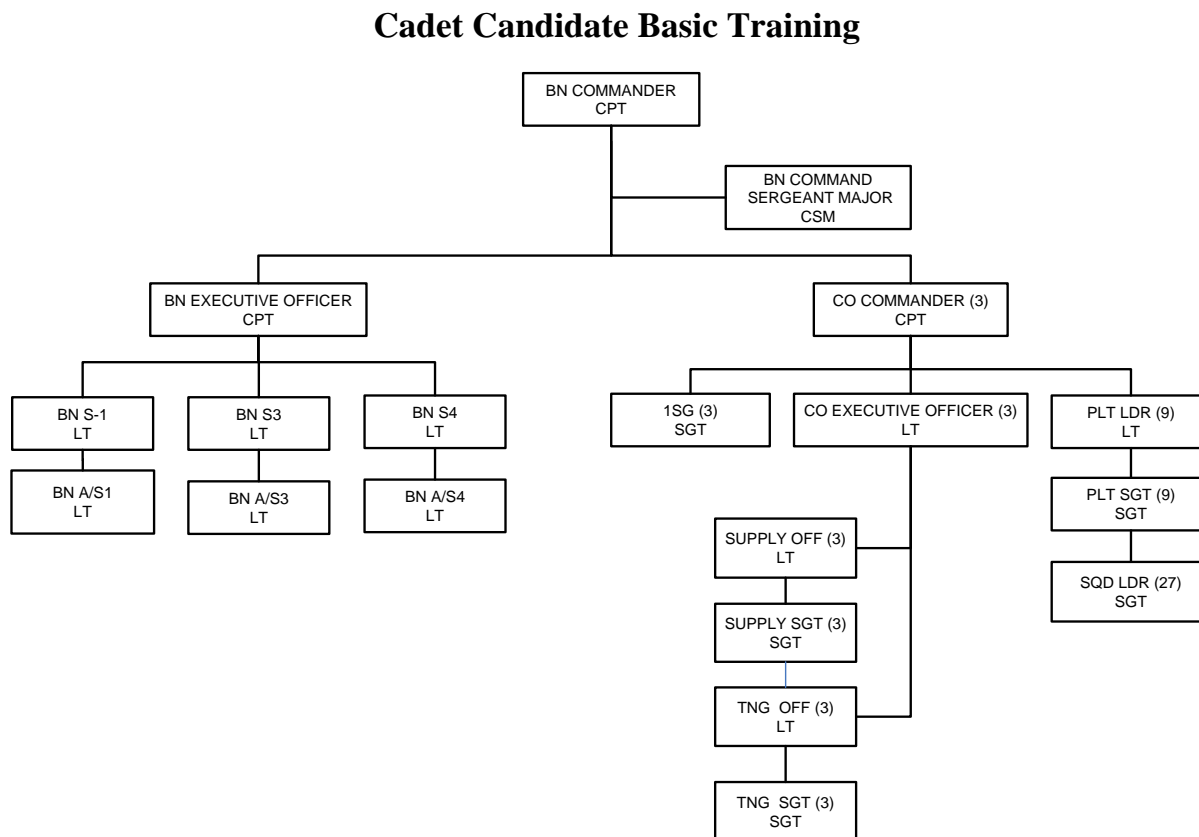 Cadet Candidate Basic Training
BN COMMANDER
CPT
BN COMMAND
SERGEANT MAJOR
CSM
BN EXECUTIVE OFFICER
CPT
CO COMMANDER (3)
CPT
BN S-1
LT
BN S3
LT
BN S4
LT
1SG (3)
SGT
CO EXECUTIVE OFFICER (3)
LT
PLT LDR (9)
LT
BN A/S1
LT
BN A/S3
LT
BN A/S4
LT
PLT SGT (9)
SGT
SUPPLY OFF (3)
LT
SQD LDR (27)
SGT
SUPPLY SGT (3)
SGT
TNG OFF (3)
LT
TNG SGT (3)
SGT